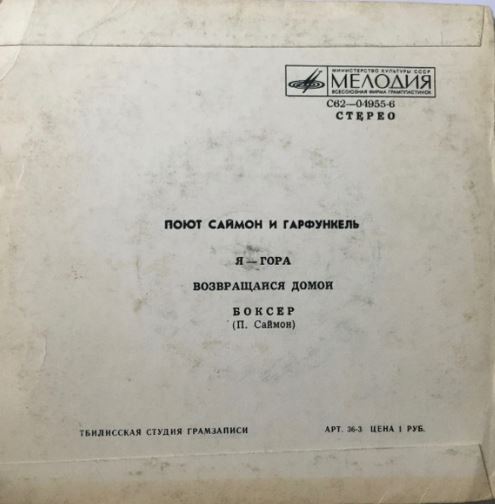 МИНИСТЕРСТВО КУЛЬТУРЫ СССР
МЕЛОДИЯ
ВСЕСОЮЗНАЯ ФИРМА ГРАМПЛАСТИНОК
С62—04955-6
СТЕРЕО
ПОЮТ САЙМОН И ГАРФУНКЕЛЬ
Я—ГОРА
ВОЗВРАЩАЙСЯ ДОМОЙ
БОКСЕР
(П. Саймон)
ТБИЛИССКАЯ СТУДИЯ ГРАМЗАПИСИ АРТ. 36-3 ЦЕНА 1 РУБ.